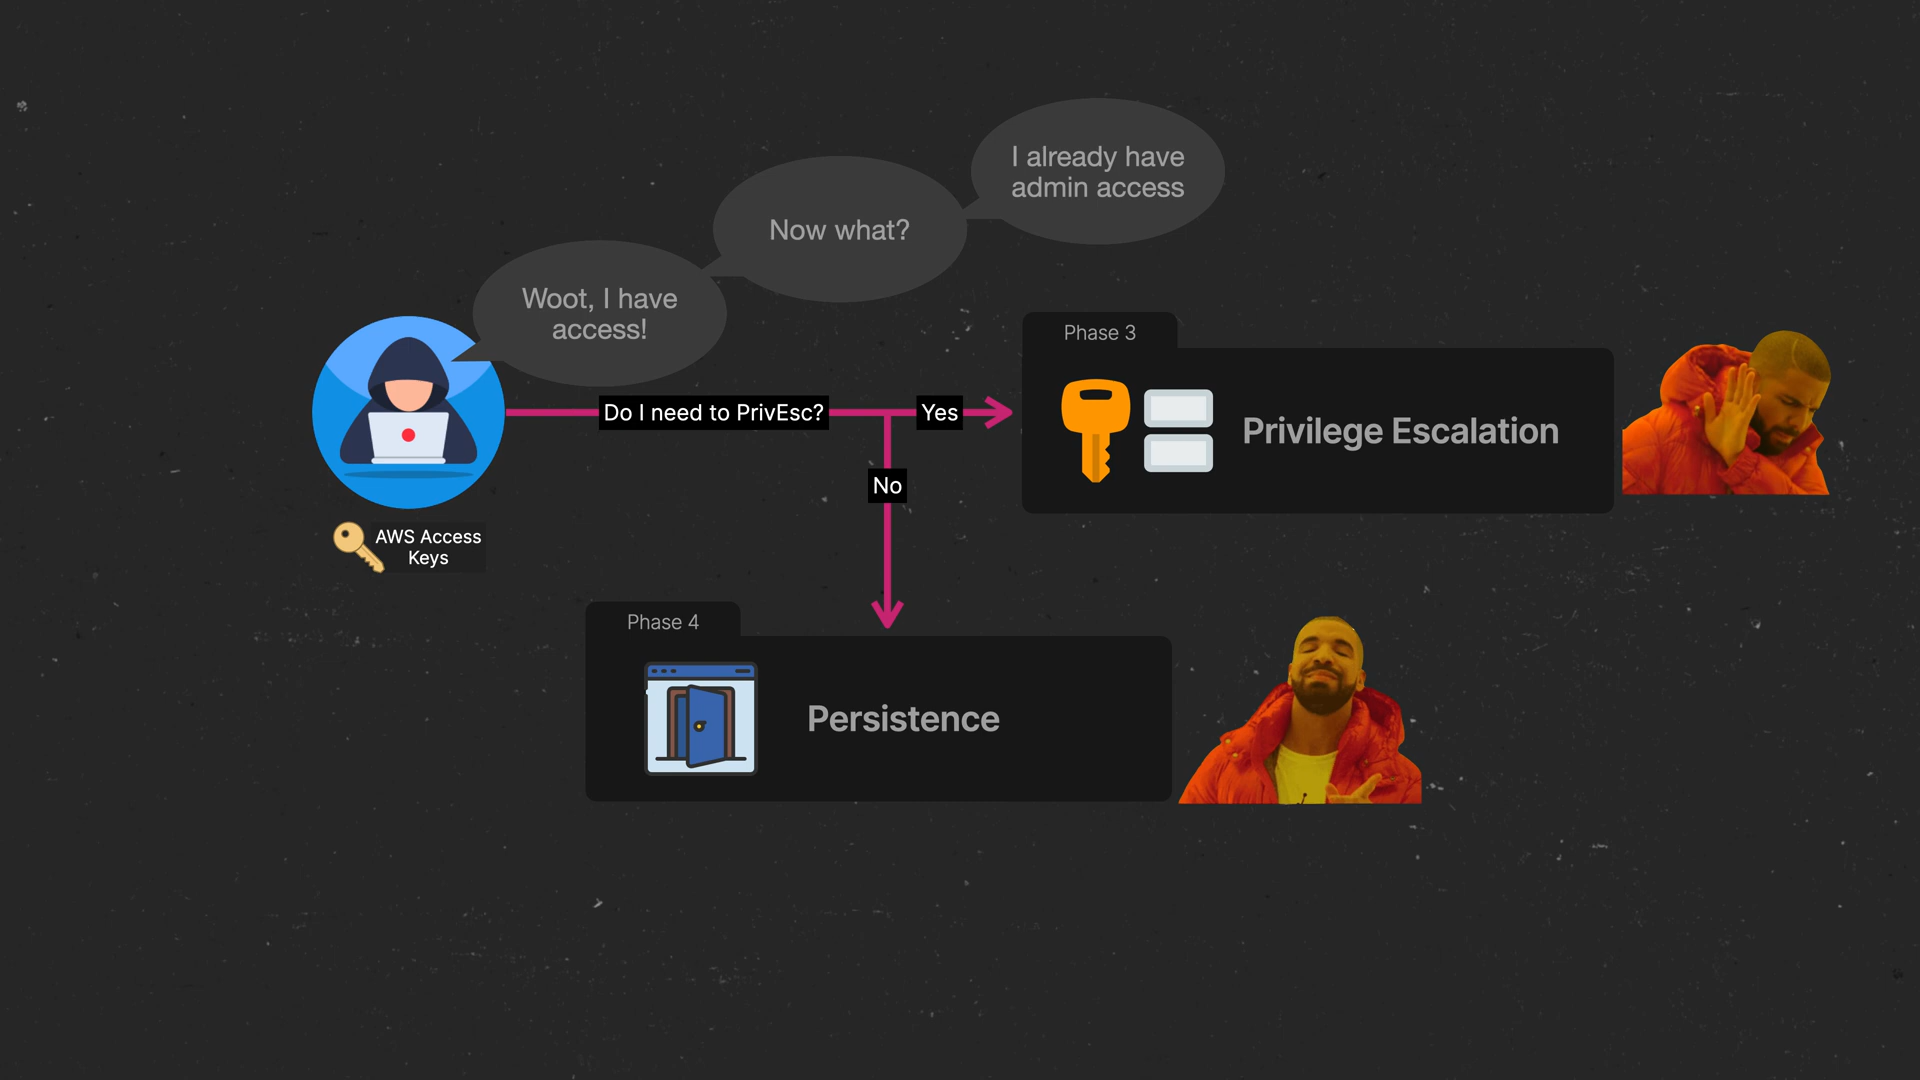 I already have
admin access
Now what?
Woot, I have
access!
Do I need to PrivEsc?
Yes
No
Phase 3
Privilege Escalation
AWS Access
Keys
Phase 4
Persistence